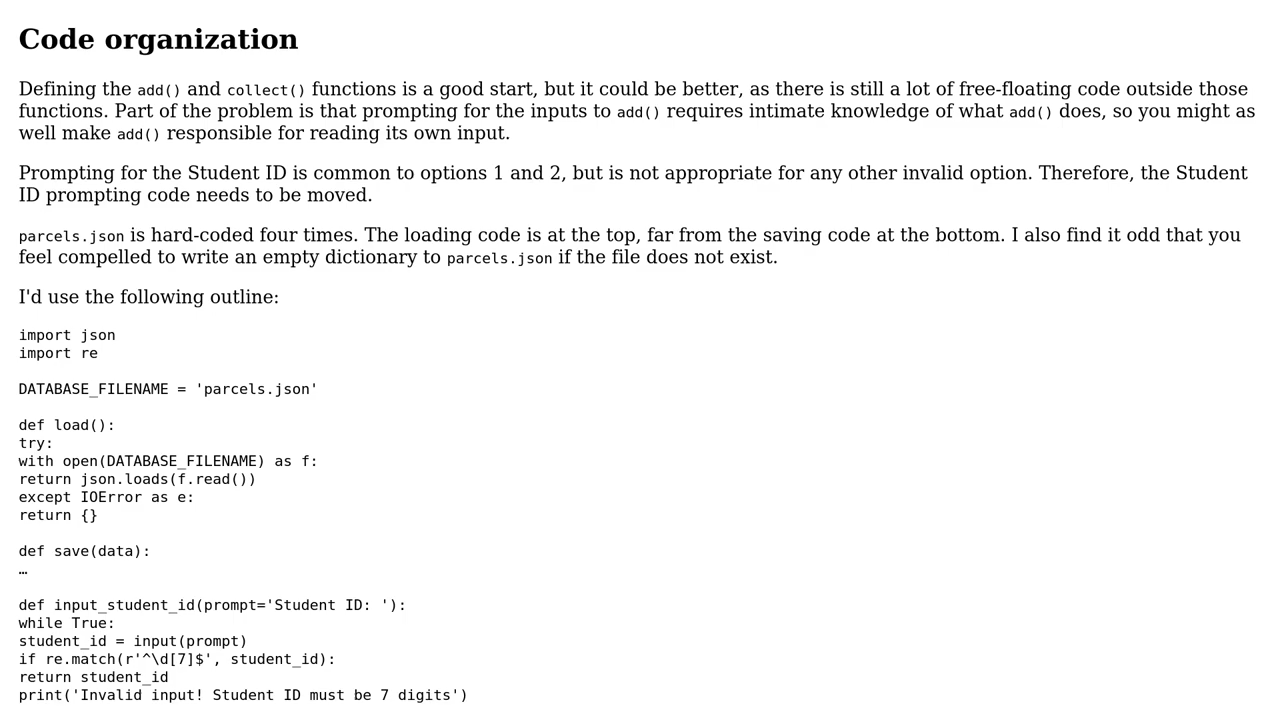 Code organization
Defining the add() and collect() functions is a good start, but it could be better, as there is still a lot of free-floating code outside those
functions. Part of the problem is that prompting for the inputs to add() requires intimate knowledge of what add() does, so you might as
well make add() responsible for reading its own input.
Prompting for the Student ID is common to options 1 and 2, but is not appropriate for any other invalid option. Therefore, the Student
ID prompting code needs to be moved.
parcels.json is hard-coded four times. The loading code is at the top, far from the saving code at the bottom. I also find it odd that you
feel compelled to write an empty dictionary to parcels.json if the file does not exist.
I'd use the following outline:
import json
import re
DATABASE_FILENAME = 'parcels.json'
def load():
try:
with open(DATABASE_FILENAME) as f:
return json.loads(f.read())
except IOError as e:
return {}
def save(data):
…
def input_student_id(prompt='Student ID: '):
while True:
student_id = input(prompt)
if re.match(r'^\d[7]$', student_id):
return student_id
print('Invalid input! Student ID must be 7 digits')